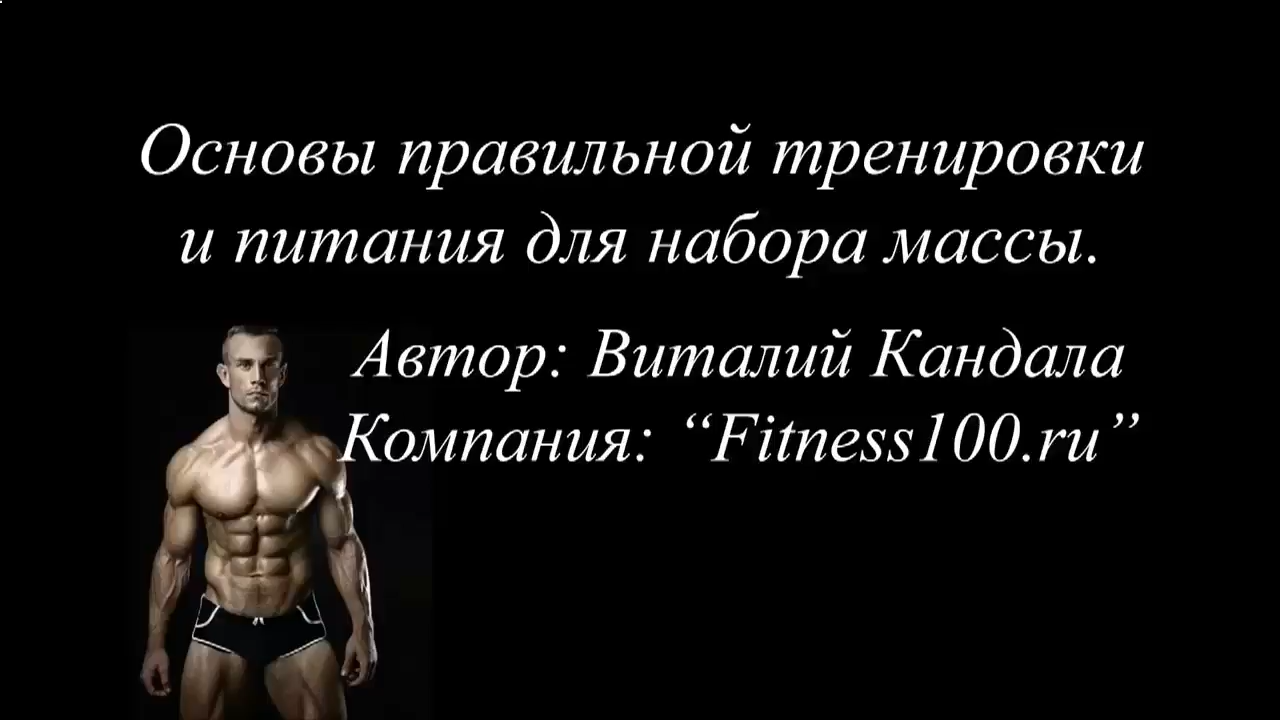 Основы правильной тренировки
и питания для набора массы.
Автор: Виталий Кандала
Компания: “Fitness100.ru”